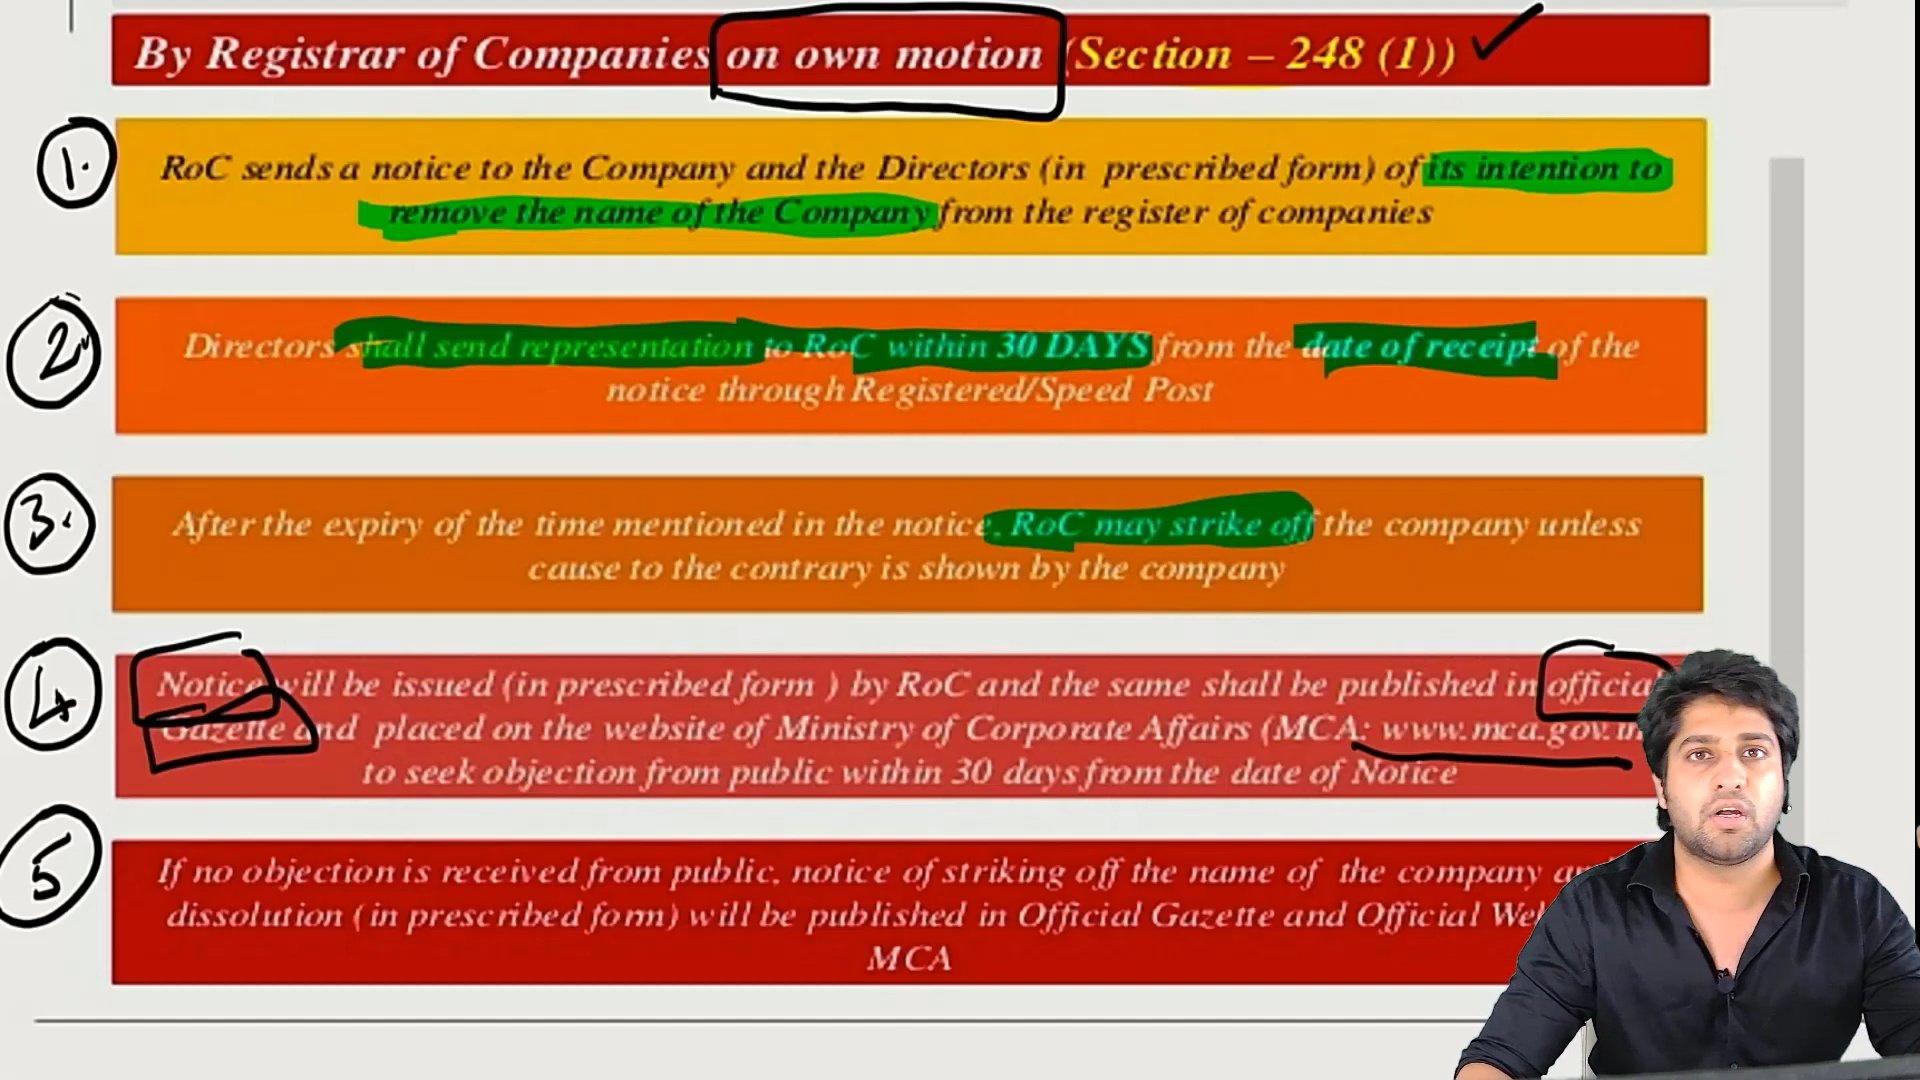 By Registrar of Companies on own motion (Section – 248 (1))
1.
RoC sends a notice to the Company and the Directors (in prescribed form) of its intention to
remove the name of the Company from the register of companies
2
Directors shall send representation to RoC within 30 DAYS from the date of receipt of the
notice through Registered/Speed Post
3.
After the expiry of the time mentioned in the notice, RoC may strike off the company unless
cause to the contrary is shown by the company
4
Notice will be issued (in prescribed form ) by RoC and the same shall be published in official
Gazette and placed on the website of Ministry of Corporate Affairs (MCA: www.mca.gov.in
to seek objection from public within 30 days from the date of Notice
5
If no objection is received from public, notice of striking off the name of the company
dissolution (in prescribed form) will be published in Official Gazette and Official
MCA